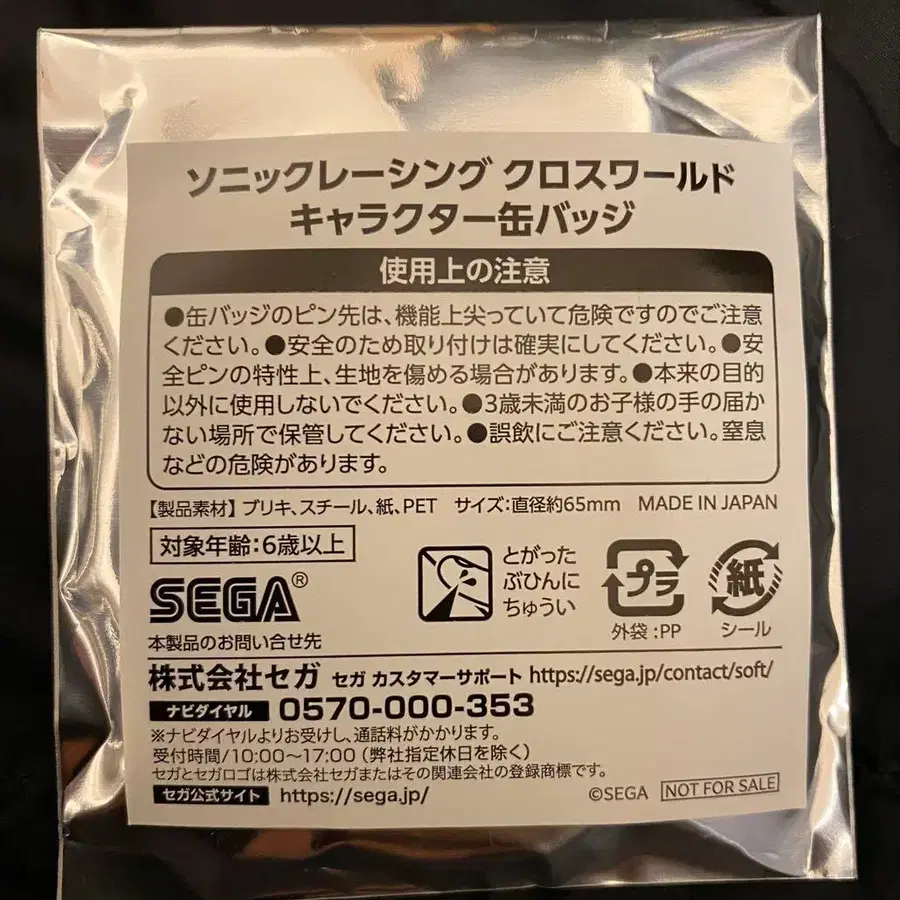 ソニックレーシング クロスワールド
キャラクター缶バッジ
使用上の注意
●缶バッジのピン先は、機能上尖っていて危険ですのでご注意
ください。●安全のため取り付けは確実にしてください。●安
全ピンの特性上、生地を傷める場合があります。●本来の目的
以外に使用しないでください。●3歳未満のお子様の手の届か
ない場所で保管してください。●誤飲にご注意ください。窒息
などの危険があります。
【製品素材】ブリキ、スチール、紙、PET サイズ:直径約65mm MADE IN JAPAN
対象年齢:6歳以上
とがった
ぶひんに
ちゅうい
プラ
外袋:PP
紙
シール
SEGA®
本製品のお問い合せ先
株式会社セガ セガ カスタマーサポート https://sega.jp/contact/soft/
ナビダイヤル 0570-000-353
※ナビダイヤルよりお受けし、通話料がかかります。
受付時間/10:00～17:00（弊社指定休日を除く）
セガとセガロゴは株式会社セガまたはその関連会社の登録商標です。
セガ公式サイト https://sega.jp/
©SEGA NOT FOR SALE